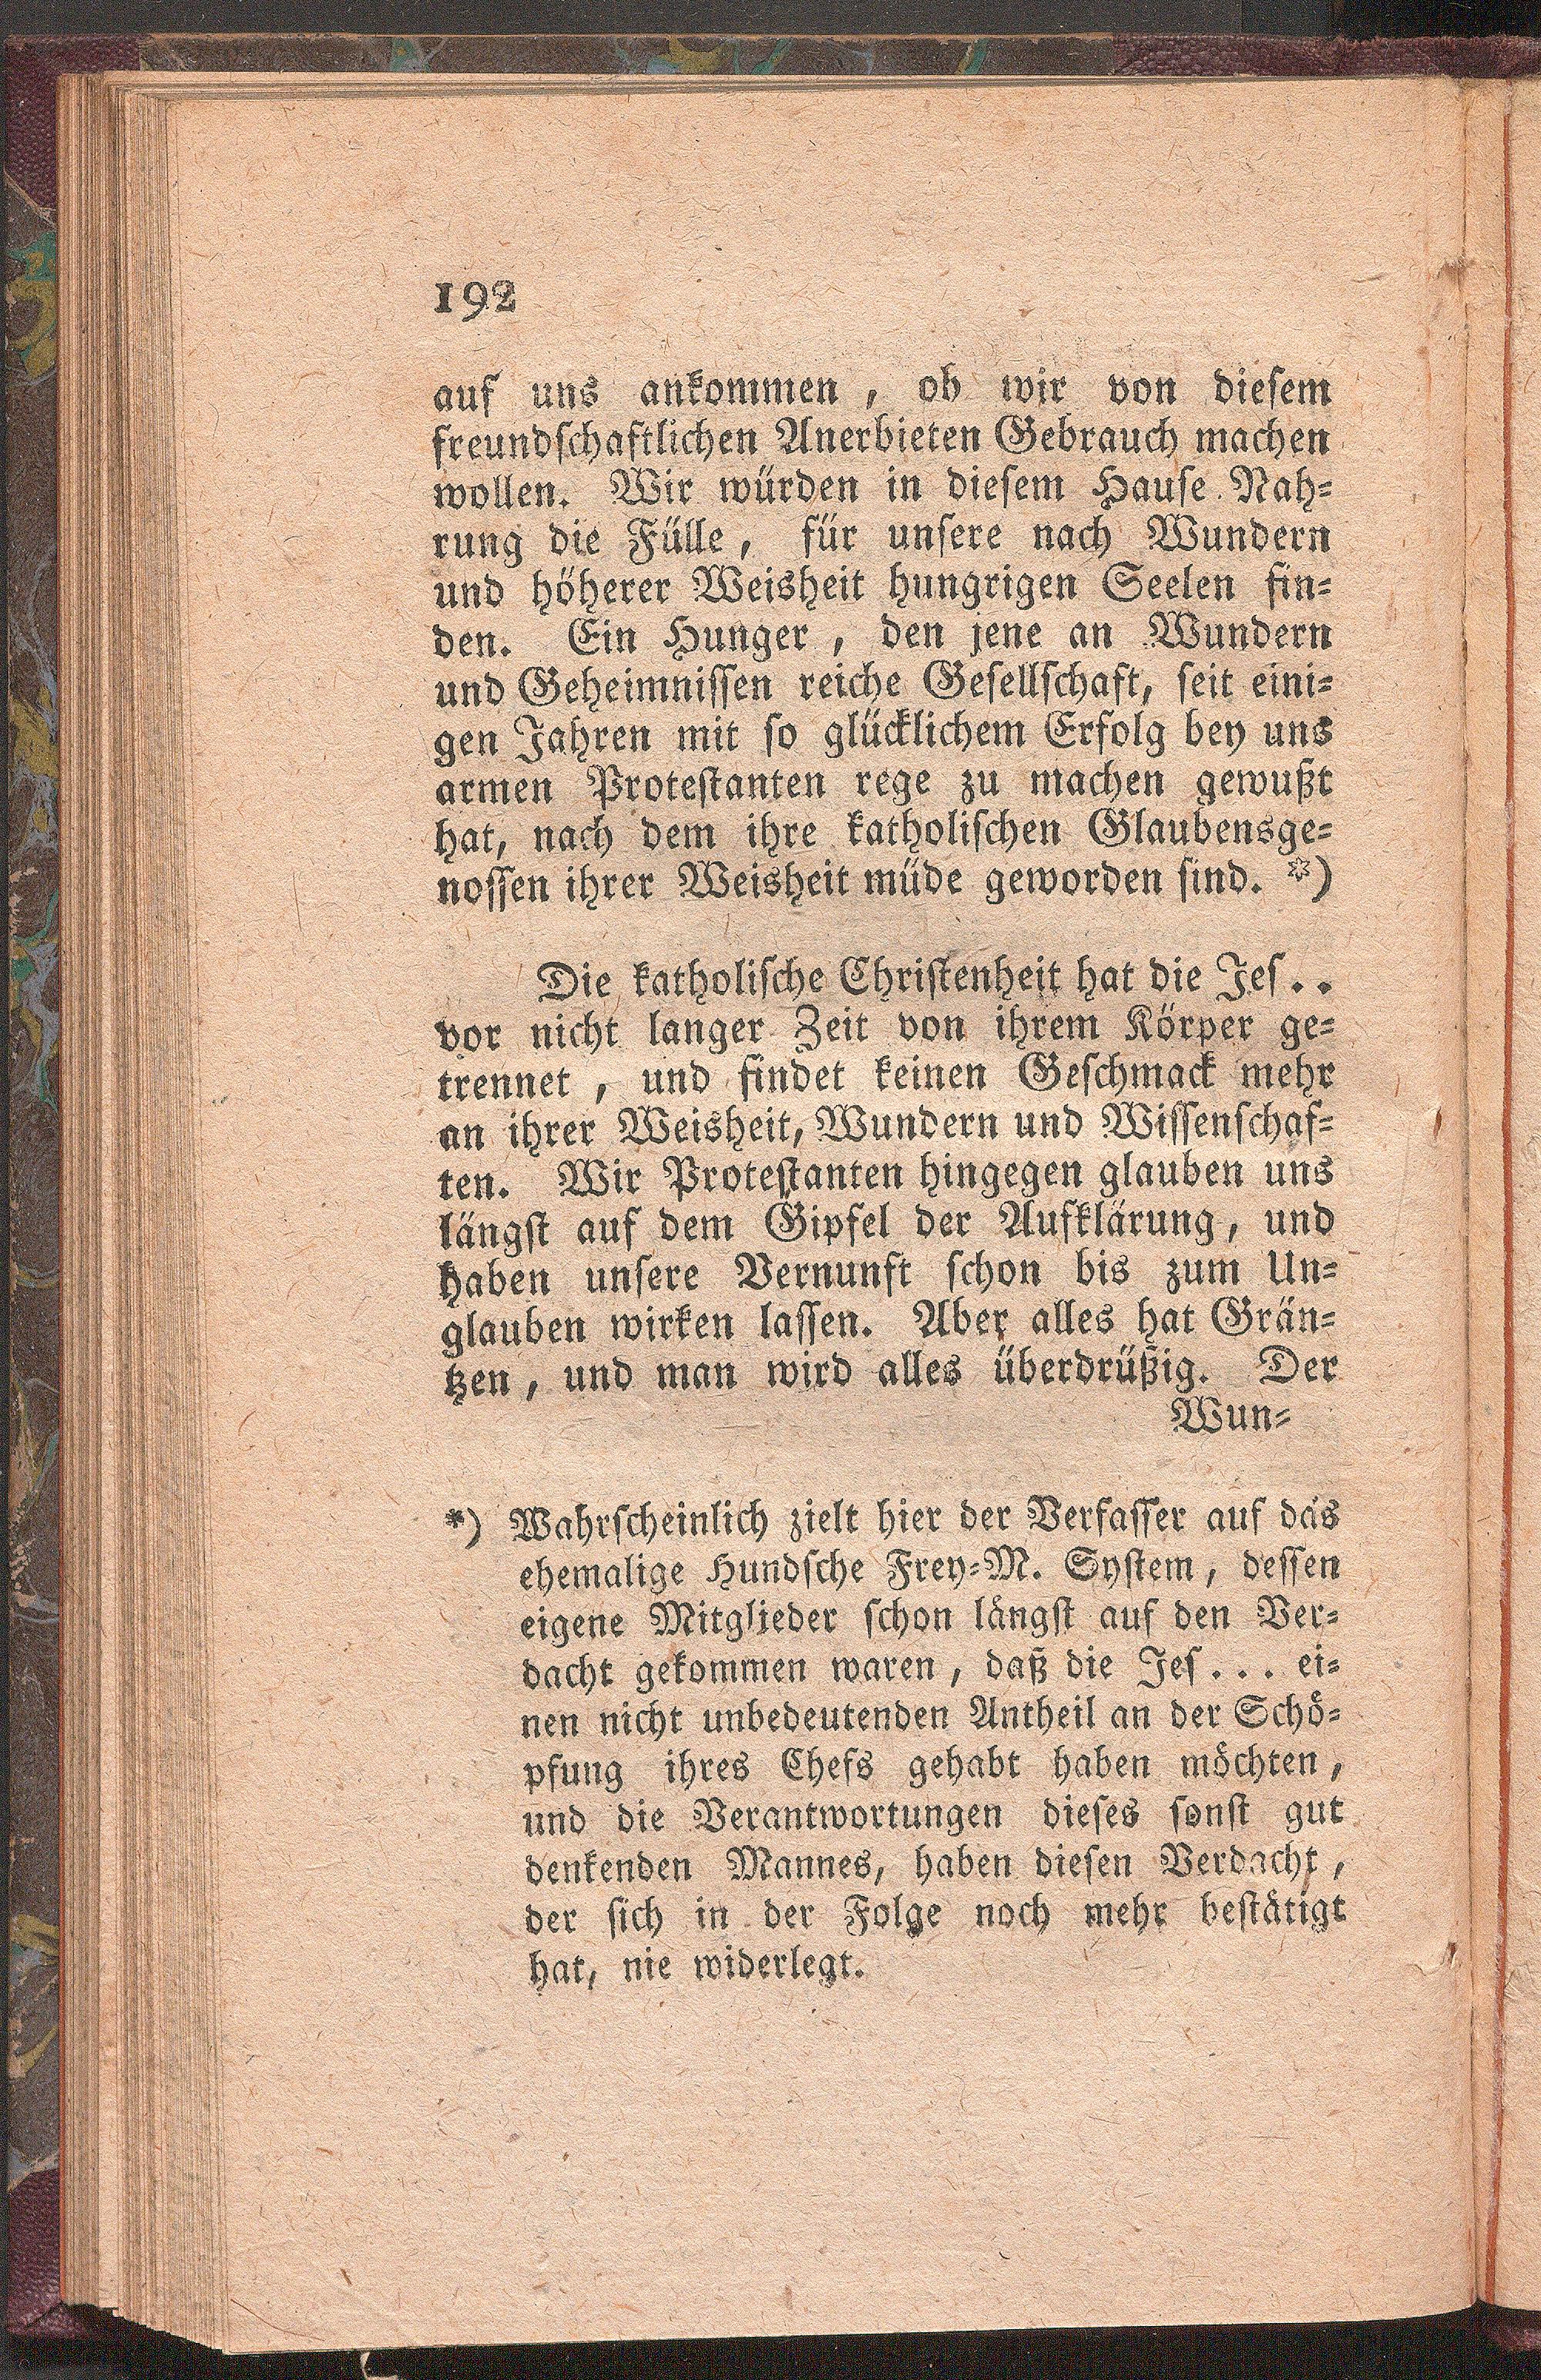 192
auf uns ankommen, ob wir von diesem
freundschaftlichen Anerbieten Gebrauch machen
wollen. Wir würden in diesem Hause Nah-
rung die Fülle, für unsere nach Wundern
und höherer Weisheit hungrigen Seelen fin-
den. Ein Hunger, den jene an Wundern
und Geheimnissen reiche Gesellschaft, seit eini-
gen Jahren mit so glücklichem Erfolg bey uns
armen Protestanten rege zu machen gewußt
hat, nach dem ihre katholischen Glaubensge-
nossen ihrer Weisheit müde geworden sind. *)
Die katholische Christenheit hat die Jes..
vor nicht langer Zeit von ihrem Körper ge-
trennet, und findet keinen Geschmack mehr
an ihrer Weisheit, Wundern und Wissenschaf-
ten. Wir Protestanten hingegen glauben uns
längst auf dem Gipfel der Aufklärung, und
haben unsere Vernunft schon bis zum Un-
glauben wirken lassen. Aber alles hat Grän-
tzen, und man wird alles überdrüßig. Der
Wun-
*) Wahrscheinlich zielt hier der Verfasser auf das
ehemalige Hundsche Frey-M. System, dessen
eigene Mitglieder schon längst auf den Ver-
dacht gekommen waren, daß die Jes... ei-
nen nicht unbedeutenden Antheil an der Schö-
pfung ihres Chefs gehabt haben möchten,
und die Verantwortungen dieses sonst gut
denkenden Mannes, haben diesen Verdacht,
der sich in der Folge noch mehr bestätigt
hat, nie widerlegt.